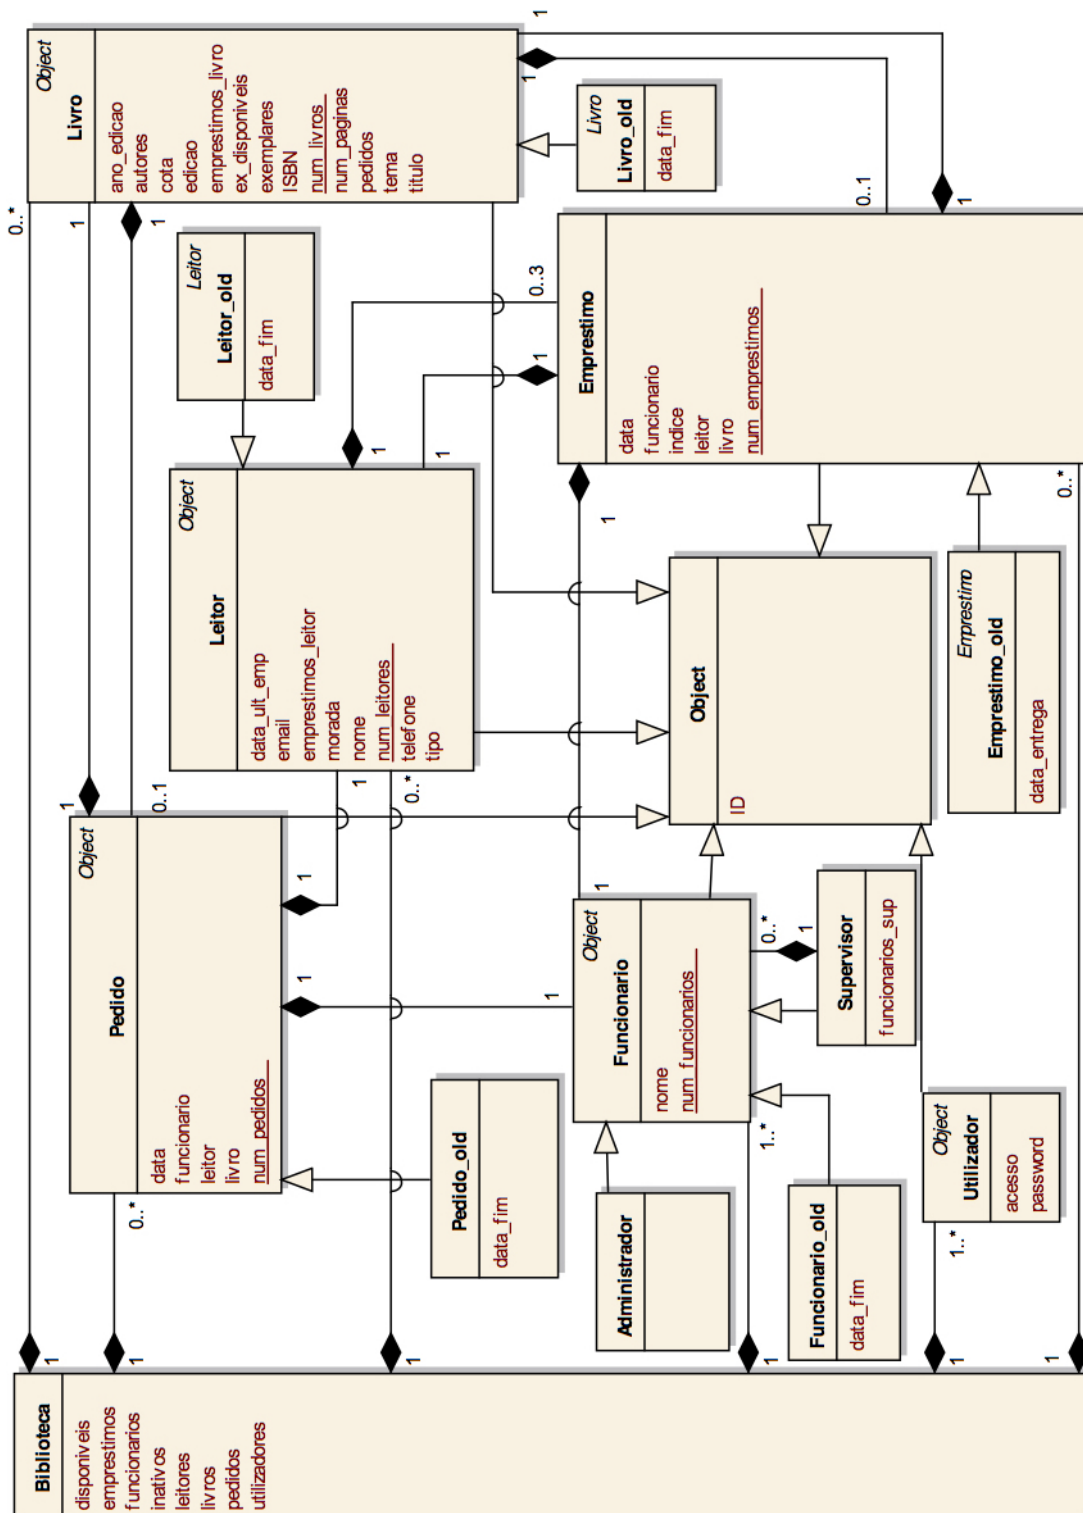 Biblioteca
disponiveis
emprestimos
funcionarios
inativos
leitores
livros
pedidos
utilizadores
1
1
1
1
1
1
0..*
0..*
0..*
1..*
1..*
0..*
Object
Pedido
data
funcionario
leitor
livro
num_pedidos
1
0..1
1
1
Pedido_old
data_fim
Object
Leitor
data_ult_emp
email
emprestimos_leitor
morada
nome
num_leitores
telefone
tipo
1
1
1
Leitor
Leitor_old
data_fim
Object
Livro
ano_edicao
autores
cota
edicao
emprestimos_livro
ex_disponiveis
exemplares
ISBN
num_livros
num_paginas
pedidos
tema
titulo
1
1
1
1
Livro
Livro_old
data_fim
Emprestimo
data
funcionario
indice
leitor
livro
num_emprestimos
0..3
1
0..1
1
1
Emprestimo
Emprestimo_old
data_entrega
Object
ID
Object
Funcionario
nome
num_funcionarios
1
1
0..*
1
Supervisor
funcionarios_sup
Administrador
Funcionario_old
data_fim
Object
Utilizador
acesso
password